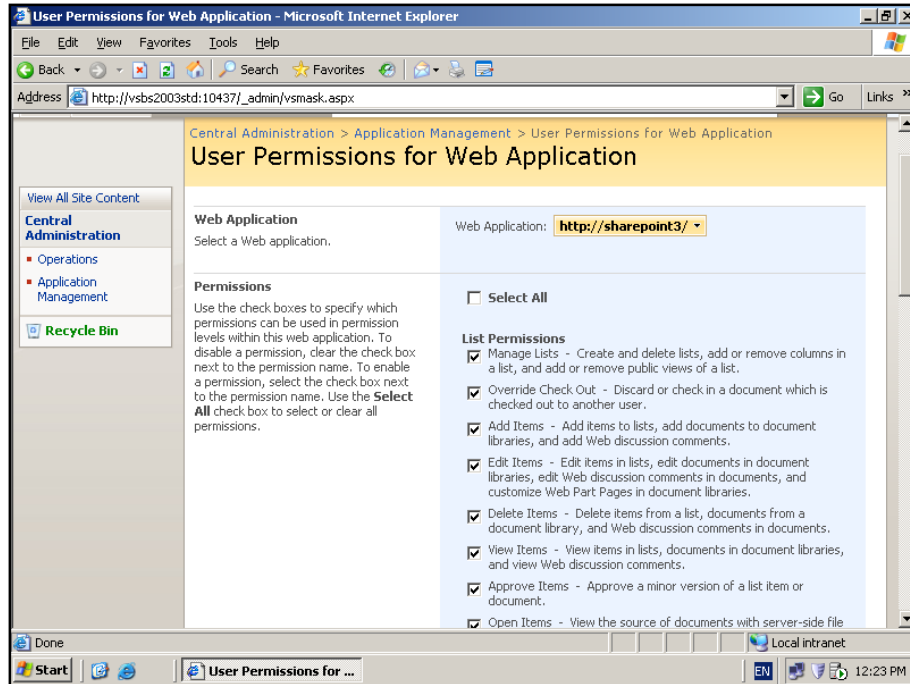 User Permissions for Web Application - Microsoft Internet Explorer
File Edit View Favorites Tools Help
Back Search Favorites
Address http://vsbs2003std:10437/_admin/vsmask.aspx Go Links »
Central Administration > Application Management > User Permissions for Web Application
User Permissions for Web Application
View All Site Content
Central
Administration
Operations
Application
Management
Recycle Bin
Web Application
Select a Web application.
Web Application: http://sharepoint3/
Permissions
Use the check boxes to specify which
permissions can be used in permission
levels within this web application. To
disable a permission, clear the check box
next to the permission name. To enable
a permission, select the check box next
to the permission name. Use the Select
All check box to select or clear all
permissions.
Select All
List Permissions
Manage Lists - Create and delete lists, add or remove columns in
a list, and add or remove public views of a list.
Override Check Out - Discard or check in a document which is
checked out to another user.
Add Items - Add items to lists, add documents to document
libraries, and add Web discussion comments.
Edit Items - Edit items in lists, edit documents in document
libraries, edit Web discussion comments in documents, and
customize Web Part Pages in document libraries.
Delete Items - Delete items from a list, documents from a
document library, and Web discussion comments in documents.
View Items - View items in lists, documents in document libraries,
and view Web discussion comments.
Approve Items - Approve a minor version of a list item or
document.
Open Items - View the source of documents with server-side file
Done Local intranet
Start User Permissions for ... EN 12:23 PM